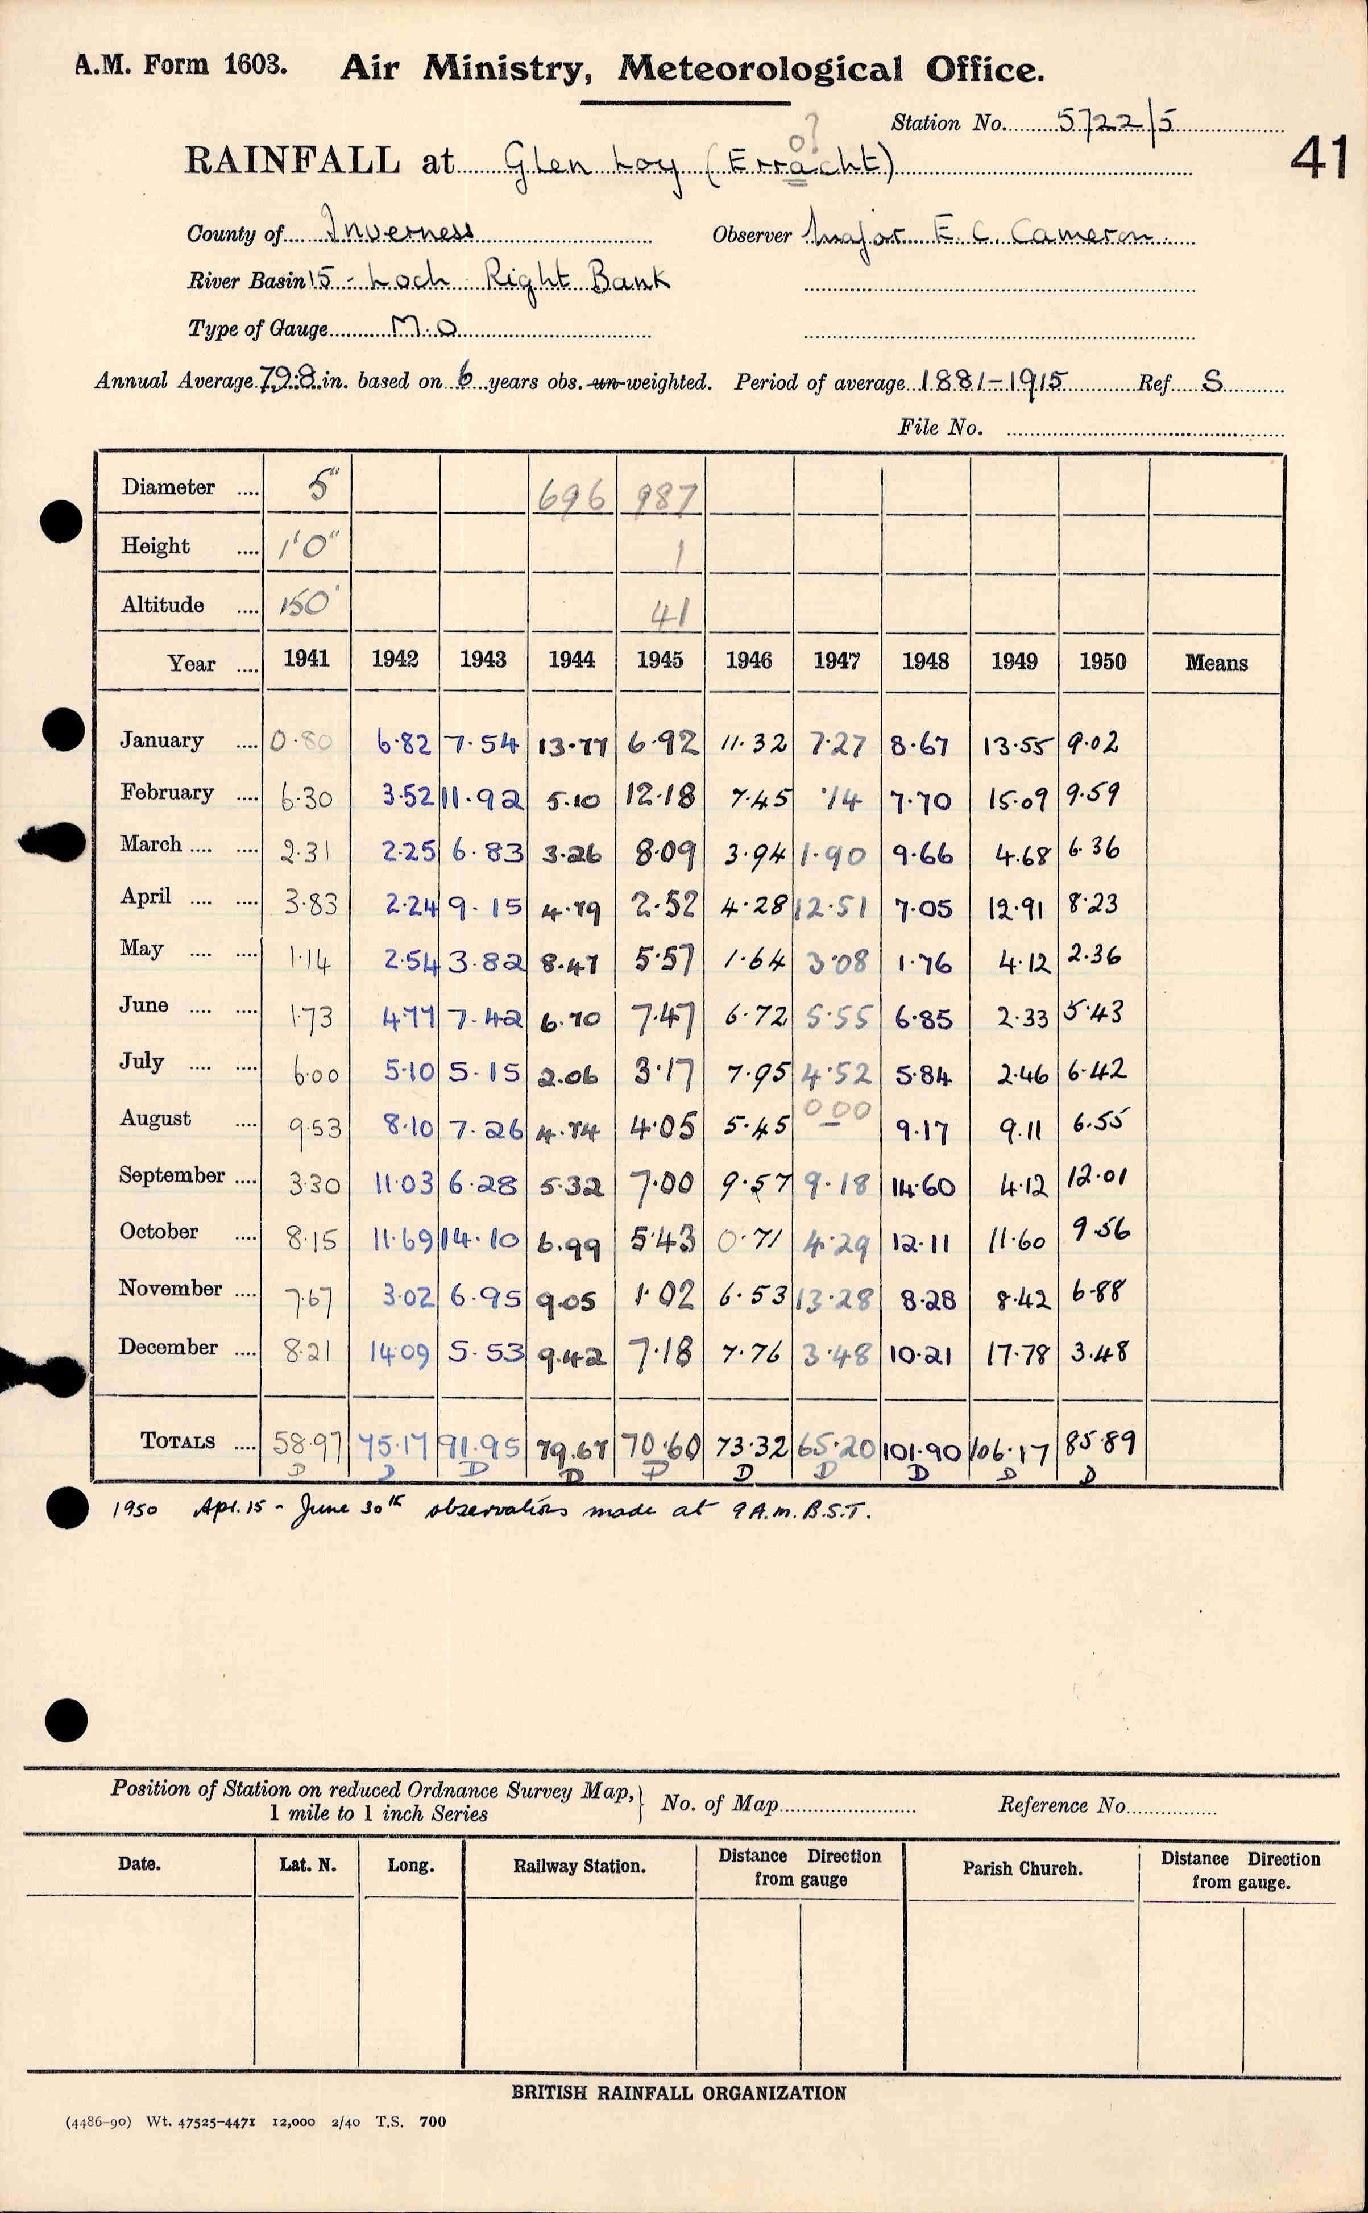 A.M. Form 1603. Air Ministry, Meteorological Office.
Station No. 5722/5
41
o?
RAINFALL at Glen Loy (Erracht)
County of Inverness Observer Major E. C. Cameron
River Basin 15 - Loch Right Bank
Type of Gauge M.O
Annual Average 79.8 in. based on 6 years obs. un-weighted. Period of average 1881-1915 Ref. S
File No.
Diameter .... 5" 696 987
Height .... 1'0" 1
Altitude .... 150' 41
Year .... 1941 1942 1943 1944 1945 1946 1947 1948 1949 1950 Means
January .... 0.80 6.82 7.54 13.77 6.92 11.32 7.27 8.67 13.55 9.02
February .... 6.30 3.52 11.92 5.10 12.18 7.45 .14 7.70 15.09 9.59
March .... .... 2.31 2.25 6.83 3.26 8.09 3.94 1.90 9.66 4.68 6.36
April .... .... 3.83 2.24 9.15 4.79 2.52 4.28 12.51 7.05 12.91 8.23
May .... .... 1.14 2.54 3.82 8.47 5.57 1.64 3.08 1.76 4.12 2.36
June .... .... 1.73 4.77 7.42 6.70 7.47 6.72 5.55 6.85 2.33 5.43
July .... .... 6.00 5.10 5.15 2.06 3.17 7.95 4.52 5.84 2.46 6.42
August .... 9.53 8.10 7.26 4.74 4.05 5.45 0.00 9.17 9.11 6.55
September .... 3.30 11.03 6.28 5.32 7.00 9.57 9.18 14.60 4.12 12.01
October .... 8.15 11.69 14.10 6.99 5.43 0.71 4.29 12.11 11.60 9.56
November .... 7.67 3.02 6.95 9.05 1.02 6.53 13.28 8.28 8.42 6.88
December .... 8.21 14.09 5.53 9.42 7.18 7.76 3.48 10.21 17.78 3.48
TOTALS .... 58.97 75.17 91.95 79.67 70.60 73.32 65.20 101.90 106.17 85.89
D D D D D D D D D D
1950 Apl. 15 - June 30th observations made at 9 A.M. B.S.T.
Position of Station on reduced Ordnance Survey Map, 1 mile to 1 inch Series } No. of Map Reference No.
Date. Lat. N. Long. Railway Station. Distance Direction from gauge Parish Church. Distance Direction from gauge.
BRITISH RAINFALL ORGANIZATION
(4486-90) Wt. 47525-4471 12,000 2/40 T.S. 700